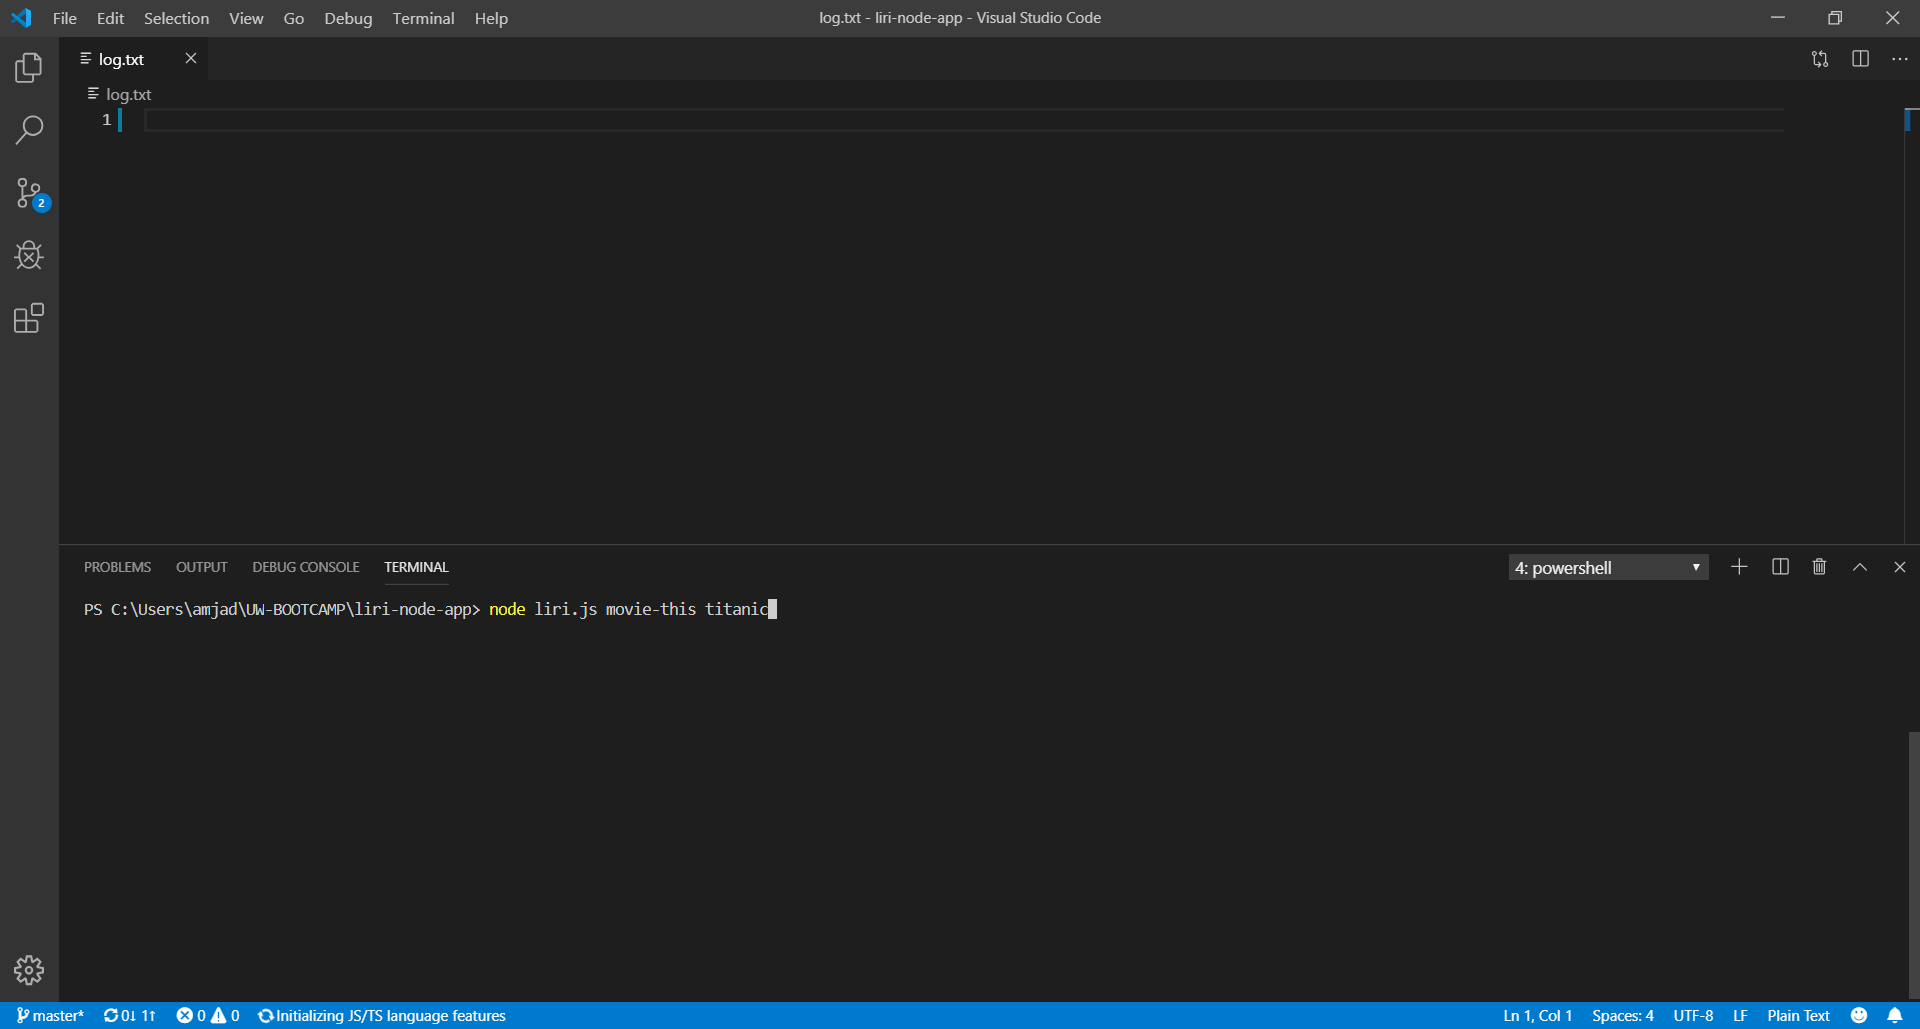 File Edit Selection View Go Debug Terminal Help log.txt - liri-node-app - Visual Studio Code
log.txt
log.txt
1
2
PROBLEMS OUTPUT DEBUG CONSOLE TERMINAL 4: powershell
PS C:\Users\amjad\UW-BOOTCAMP\liri-node-app> node liri.js movie-this titanic
master* 0↓ 1↑ 0 0 Initializing JS/TS language features Ln 1, Col 1 Spaces: 4 UTF-8 LF Plain Text